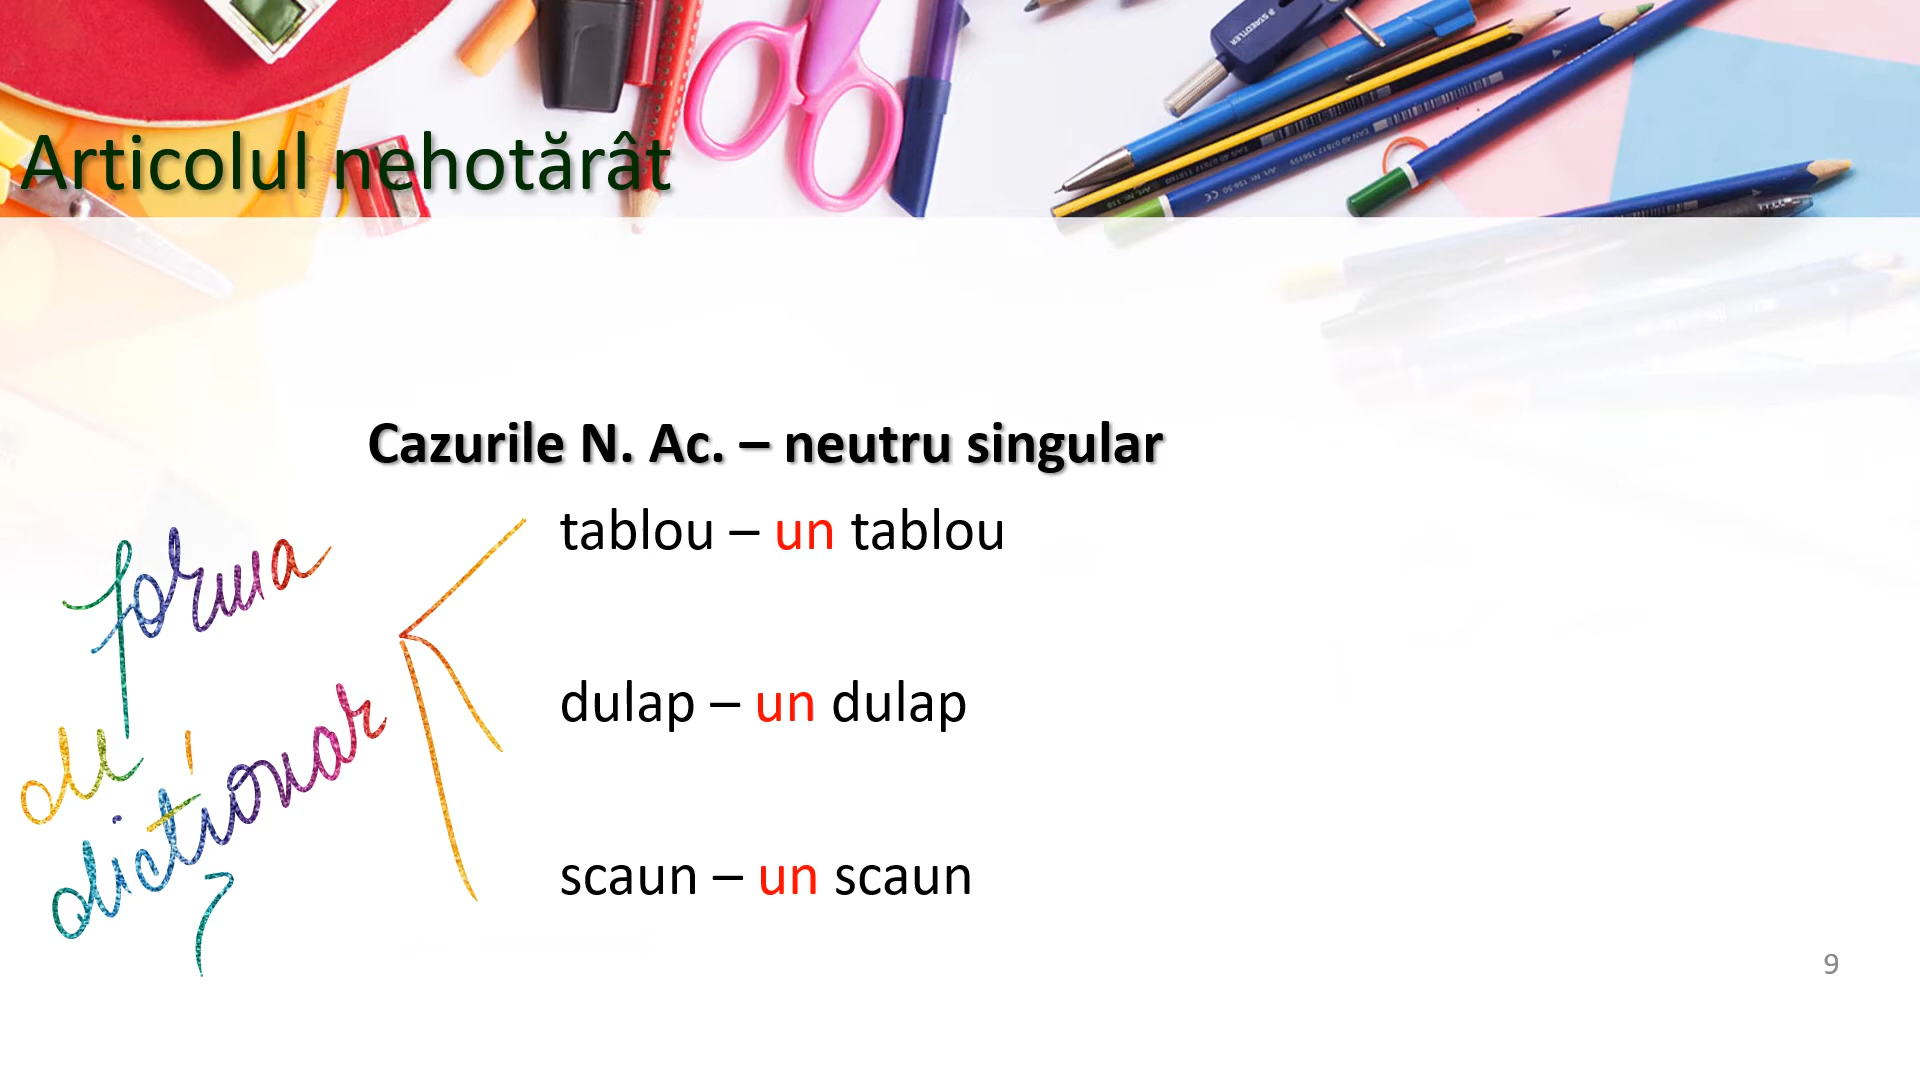 Articolul nehotărât
Cazurile N. Ac. – neutru singular
tablou – un tablou
forma
de
dicționar
dulap – un dulap
scaun – un scaun
9